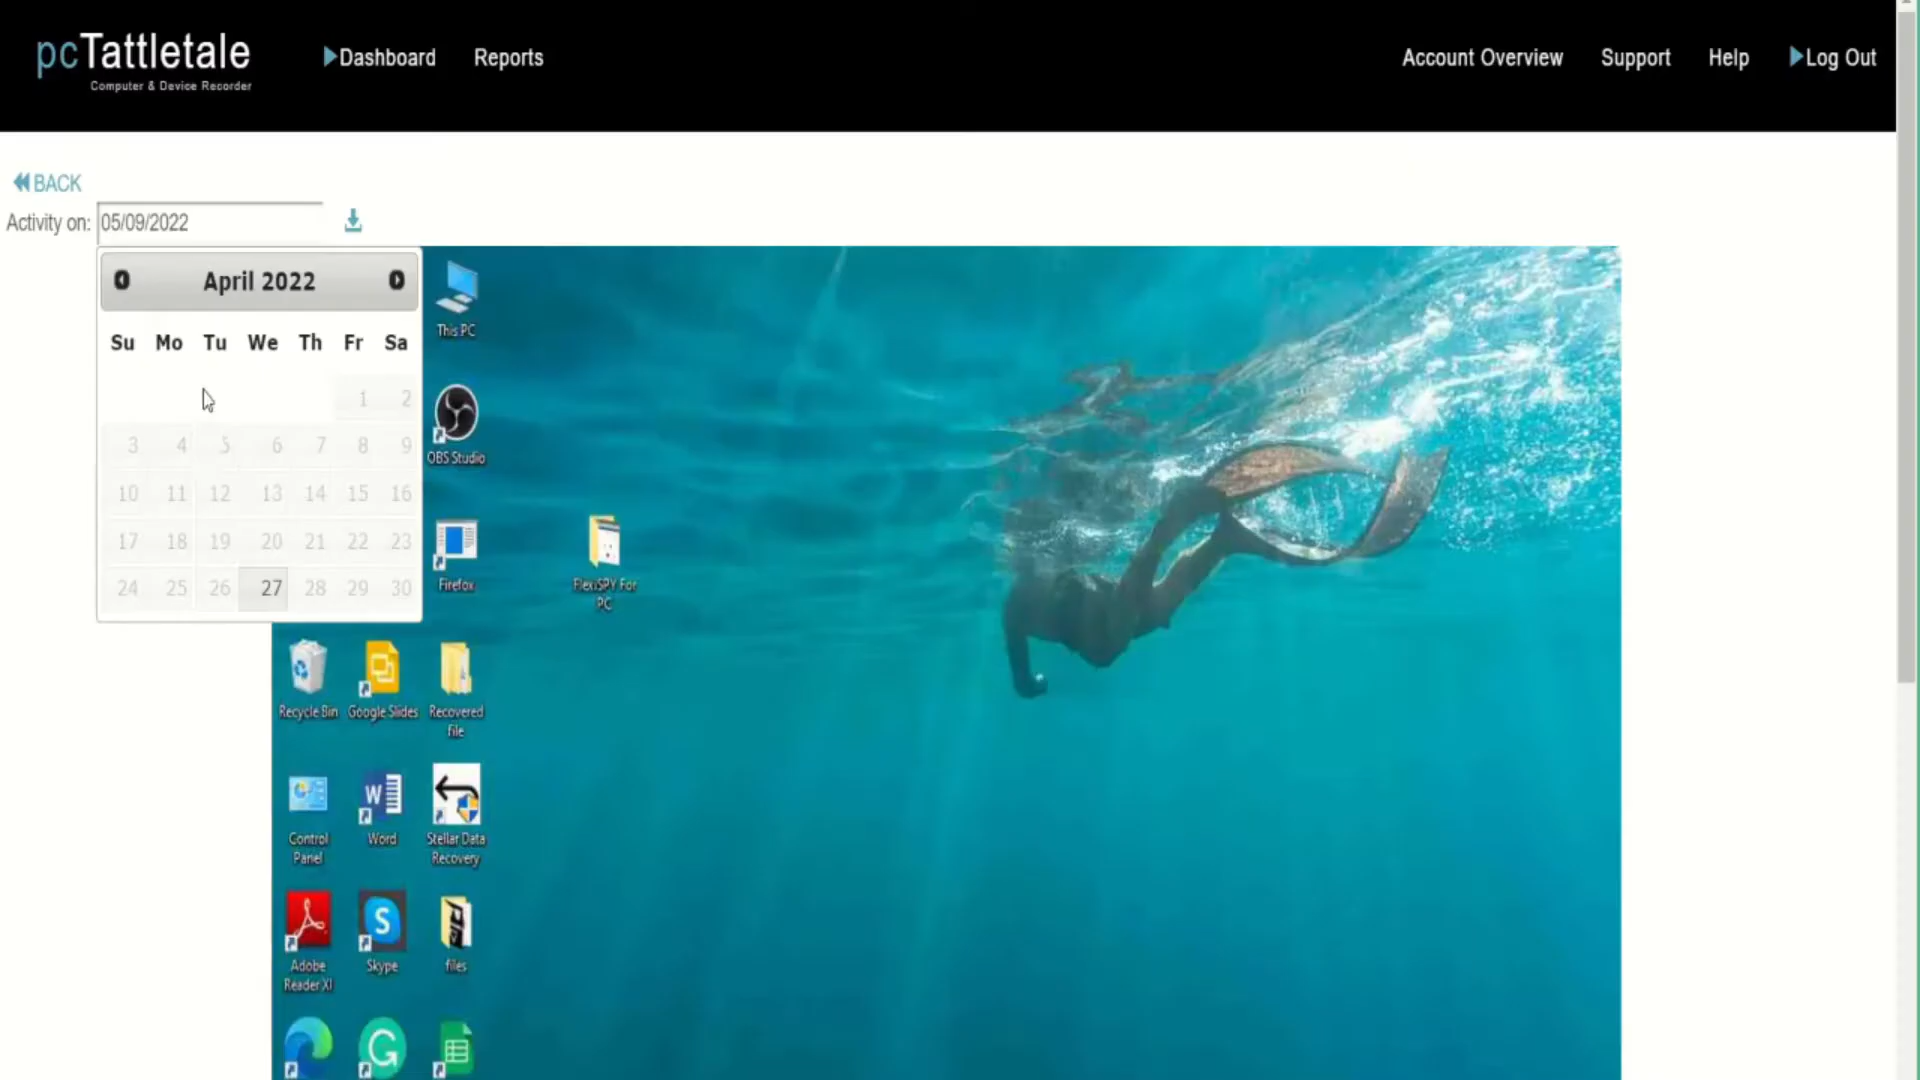 pcTattletale
Computer & Device Recorder
Dashboard
Reports
Account Overview
Support
Help
Log Out
BACK
Activity on: 05/09/2022
April 2022
Su Mo Tu We Th Fr Sa
1 2
3 4 5 6 7 8 9
10 11 12 13 14 15 16
17 18 19 20 21 22 23
24 25 26 27 28 29 30
This PC
OBS Studio
Firefox
FlexiSPY For
PC
Recycle Bin
Google Slides
Recovered
file
Control
Panel
Word
Stellar Data
Recovery
Adobe
Reader XI
Skype
files